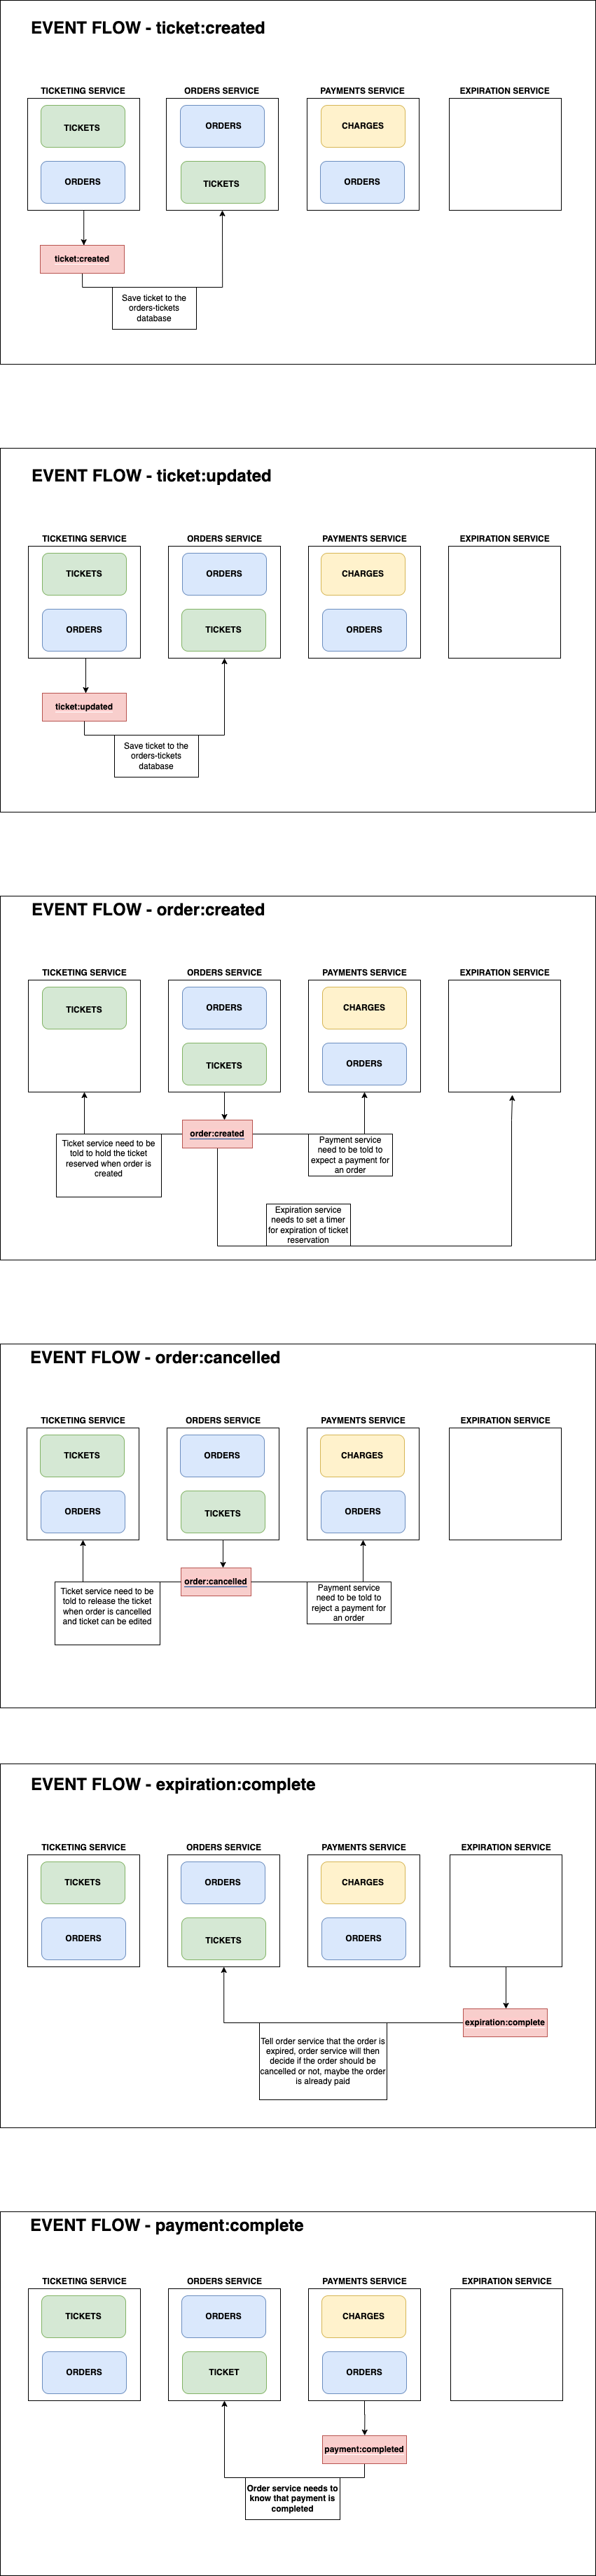 EVENT FLOW - ticket:created
TICKETING SERVICE
ORDERS SERVICE
PAYMENTS SERVICE
EXPIRATION SERVICE
TICKETS
ORDERS
CHARGES
ORDERS
TICKETS
ORDERS
ticket:created
Save ticket to the
orders-tickets
database
EVENT FLOW - ticket:updated
TICKETING SERVICE
ORDERS SERVICE
PAYMENTS SERVICE
EXPIRATION SERVICE
TICKETS
ORDERS
CHARGES
ORDERS
TICKETS
ORDERS
ticket:updated
Save ticket to the
orders-tickets
database
EVENT FLOW - order:created
TICKETING SERVICE
ORDERS SERVICE
PAYMENTS SERVICE
EXPIRATION SERVICE
TICKETS
ORDERS
CHARGES
TICKETS
ORDERS
order:created
Ticket service need to be
told to hold the ticket
reserved when order is
created
Payment service
need to be told to
expect a payment for
an order
Expiration service
needs to set a timer
for expiration of ticket
reservation
EVENT FLOW - order:cancelled
TICKETING SERVICE
ORDERS SERVICE
PAYMENTS SERVICE
EXPIRATION SERVICE
TICKETS
ORDERS
CHARGES
ORDERS
TICKETS
ORDERS
order:cancelled
Ticket service need to be
told to release the ticket
when order is cancelled
and ticket can be edited
Payment service
need to be told to
reject a payment for
an order
EVENT FLOW - expiration:complete
TICKETING SERVICE
ORDERS SERVICE
PAYMENTS SERVICE
EXPIRATION SERVICE
TICKETS
ORDERS
CHARGES
ORDERS
TICKETS
ORDERS
expiration:complete
Tell order service that the order is
expired, order service will then
decide if the order should be
cancelled or not, maybe the order
is already paid
EVENT FLOW - payment:complete
TICKETING SERVICE
ORDERS SERVICE
PAYMENTS SERVICE
EXPIRATION SERVICE
TICKETS
ORDERS
CHARGES
ORDERS
TICKET
ORDERS
payment:completed
Order service needs to
know that payment is
completed